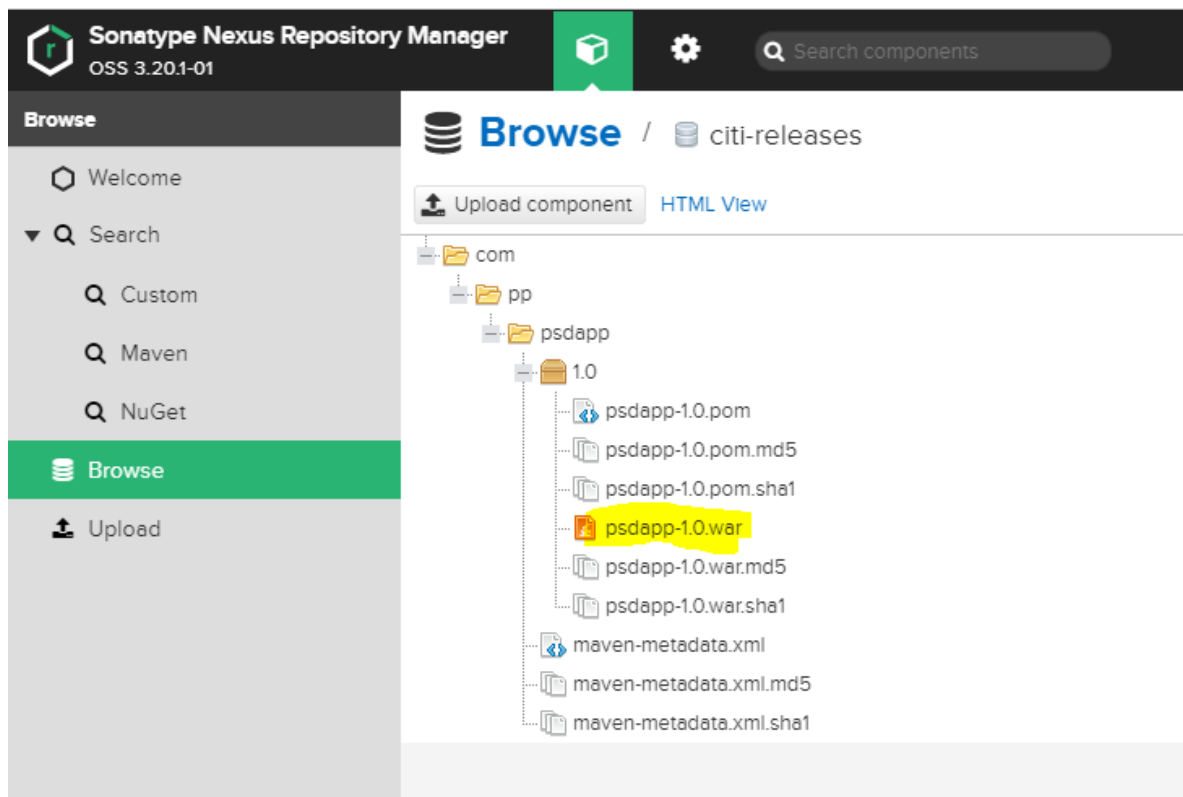 Sonatype Nexus Repository Manager
OSS 3.20.1-01
Search components
Browse
Welcome
Search
Custom
Maven
NuGet
Browse
Upload
Browse / citi-releases
Upload component HTML View
com
pp
psdapp
1.0
psdapp-1.0.pom
psdapp-1.0.pom.md5
psdapp-1.0.pom.sha1
psdapp-1.0.war
psdapp-1.0.war.md5
psdapp-1.0.war.sha1
maven-metadata.xml
maven-metadata.xml.md5
maven-metadata.xml.sha1